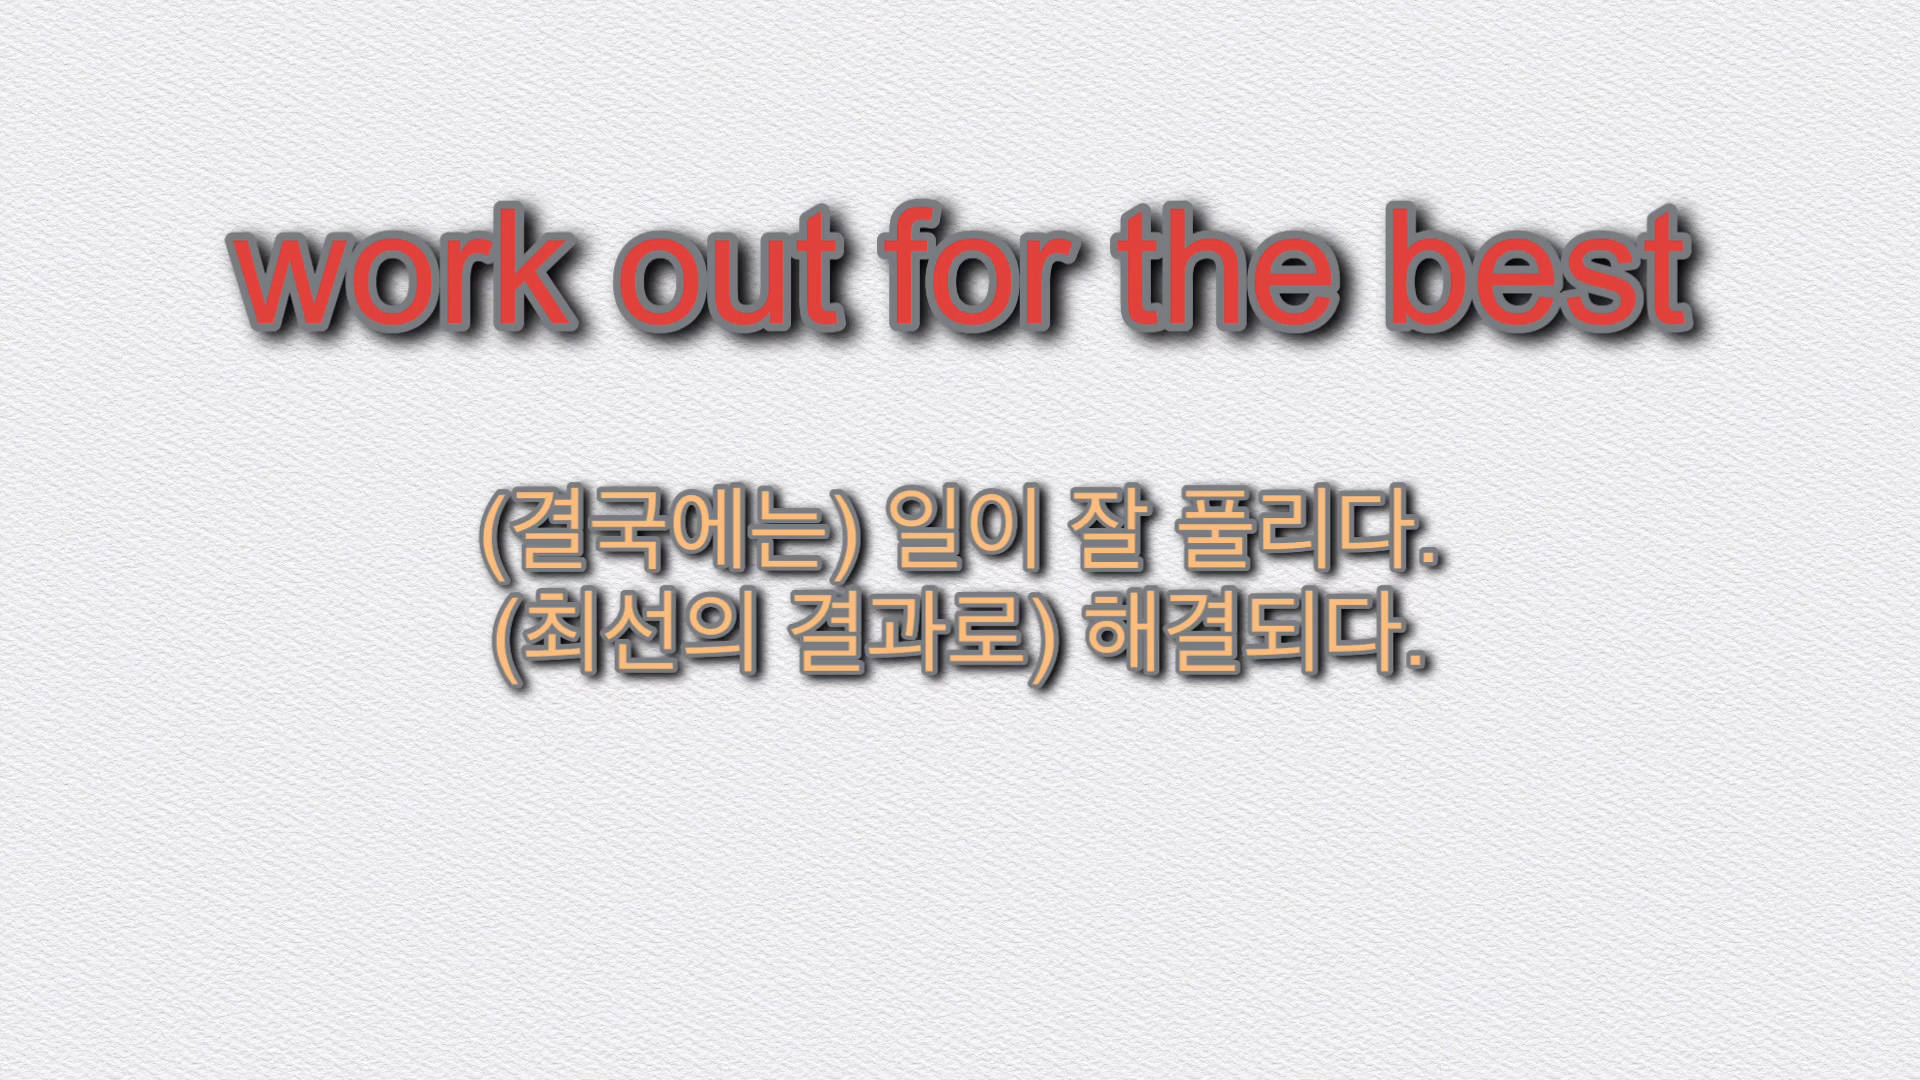 work out for the best
(결국에는) 일이 잘 풀리다.
(최선의 결과로) 해결되다.